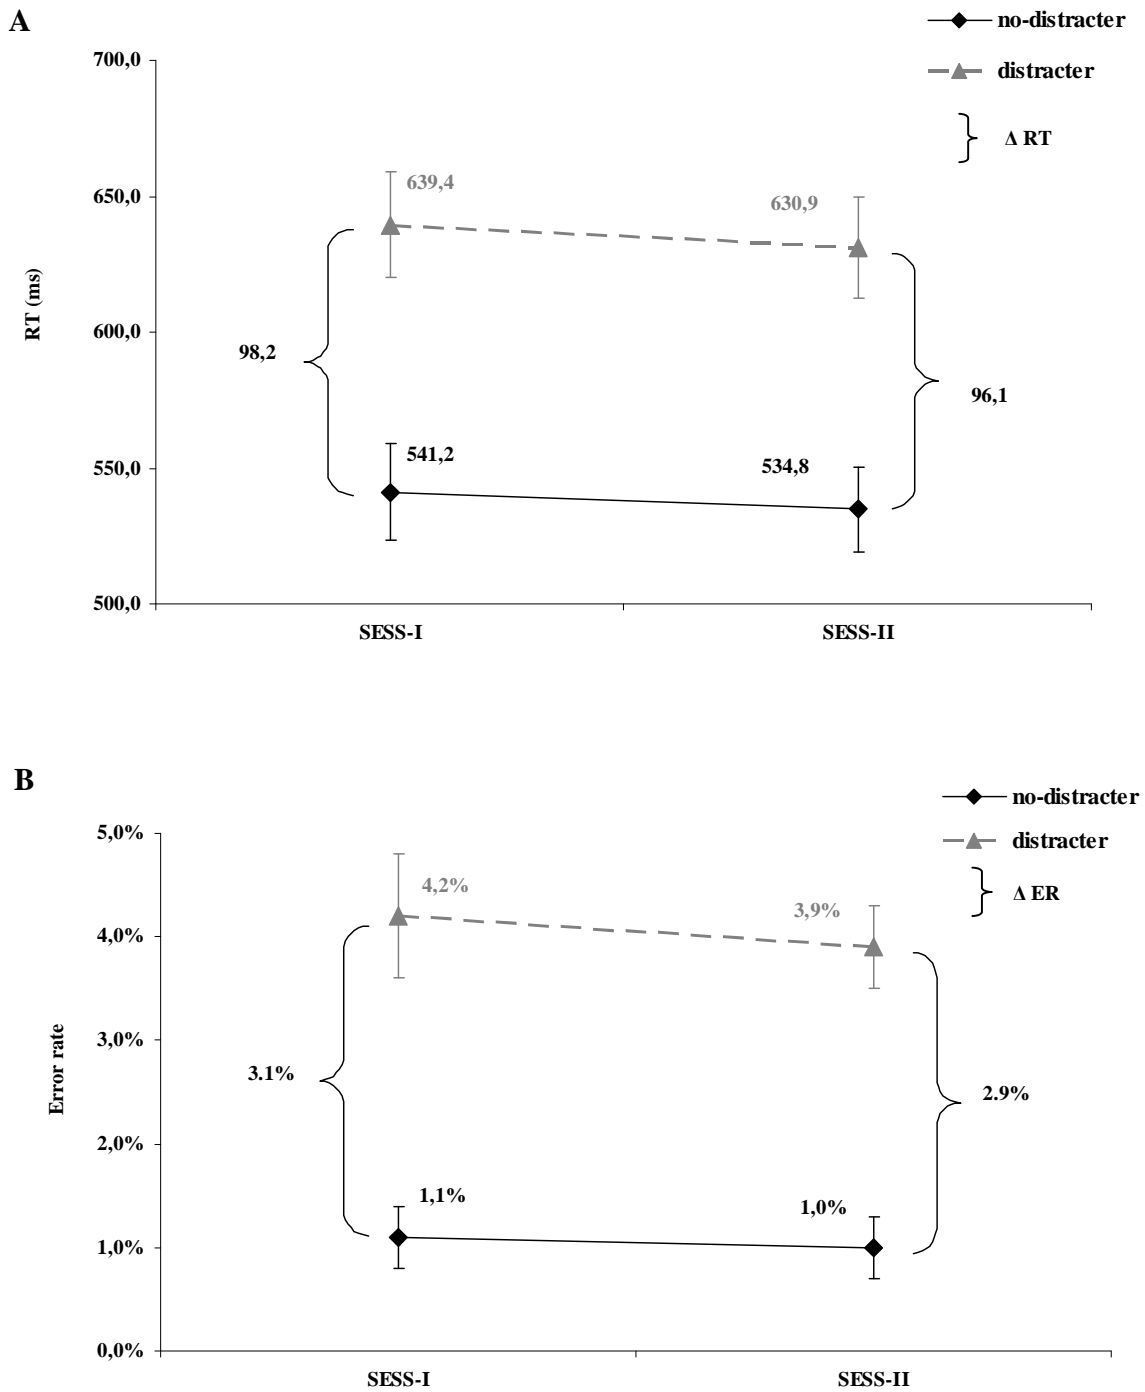 A
no-distracter
distracter
Δ RT
700,0
650,0
600,0
550,0
500,0
RT (ms)
639,4
630,9
98,2
96,1
541,2
534,8
SESS-I
SESS-II
B
no-distracter
distracter
Δ ER
5,0%
4,0%
3,0%
2,0%
1,0%
0,0%
Error rate
4,2%
3,9%
3.1%
2.9%
1,1%
1,0%
SESS-I
SESS-II